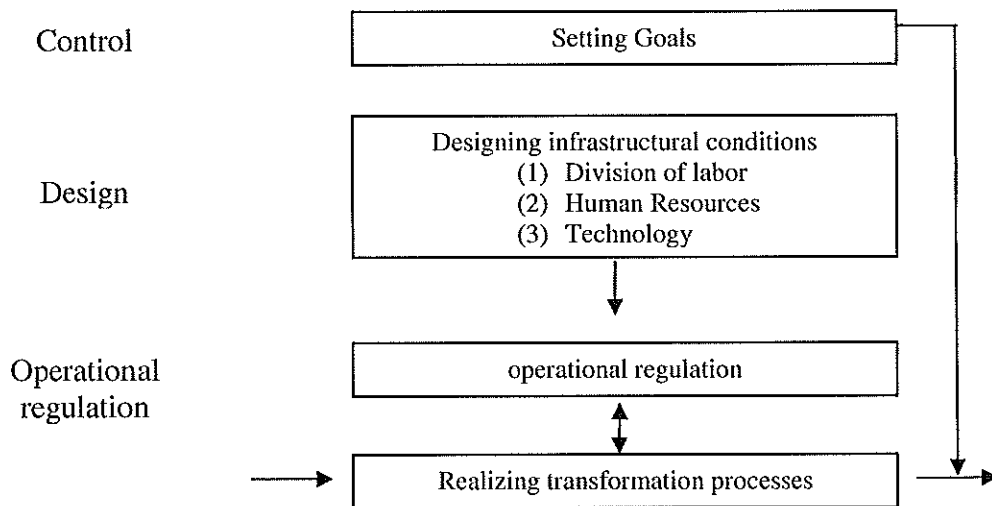 Control
Setting Goals
Designing infrastructural conditions
(1) Division of labor
(2) Human Resources
(3) Technology
Design
Operational
regulation
operational regulation
Realizing transformation processes